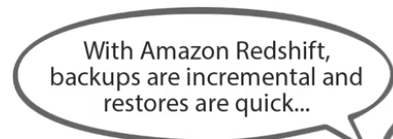 With Amazon Redshift,
backups are incremental and
restores are quick...